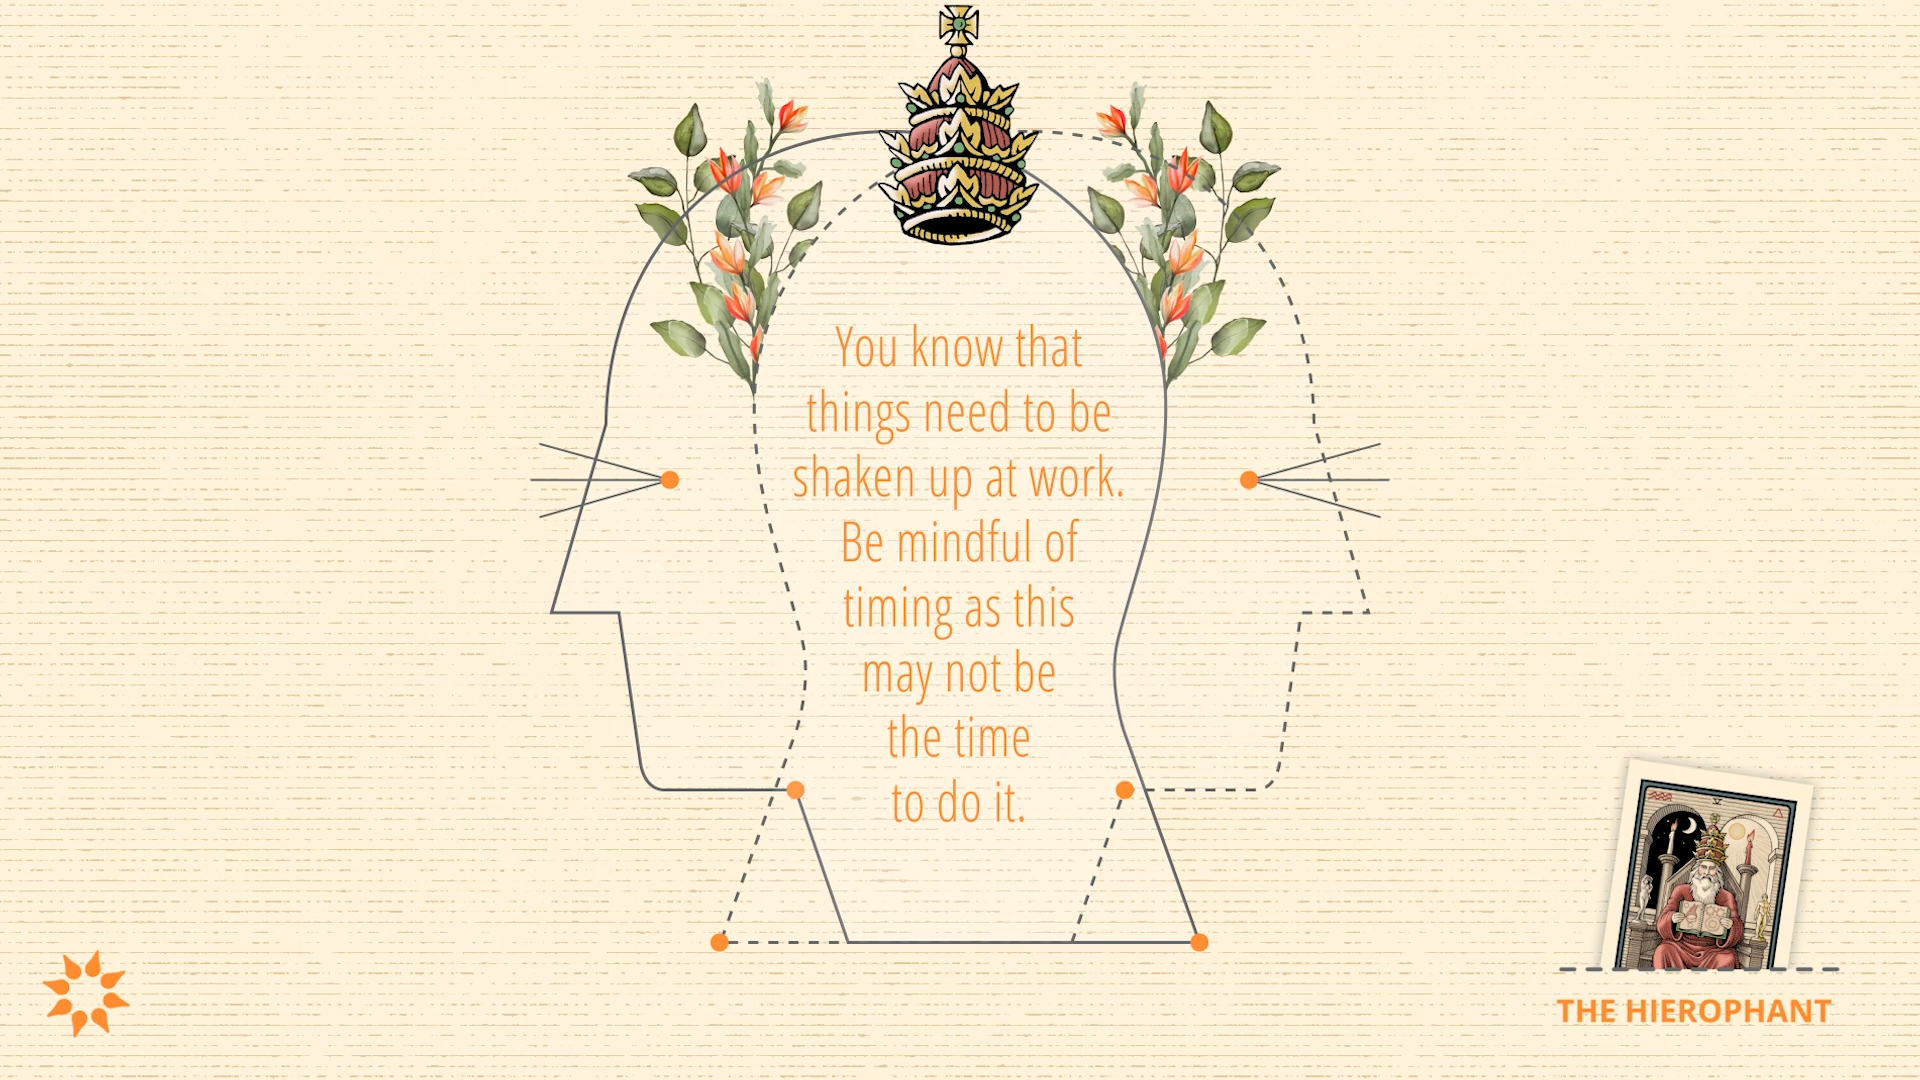 You know that
things need to be
shaken up at work.
Be mindful of
timing as this
may not be
the time
to do it.
V
THE HIEROPHANT